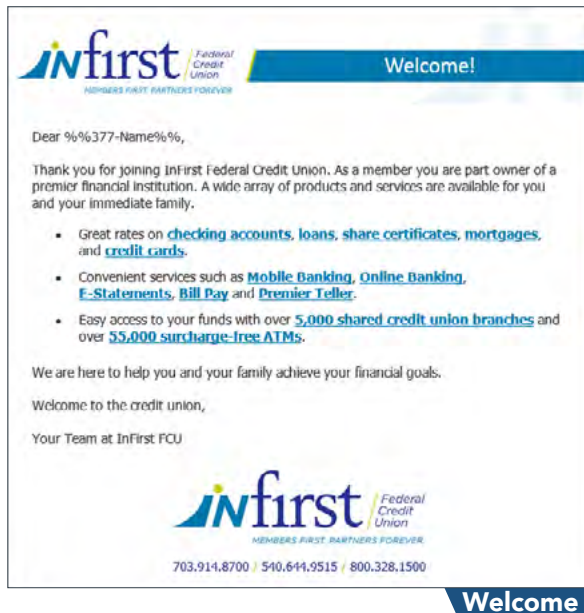 infirst Federal
Credit
Union
MEMBERS FIRST PARTNERS FOREVER
Welcome!
Dear %%377-Name%%,
Thank you for joining InFirst Federal Credit Union. As a member you are part owner of a
premier financial institution. A wide array of products and services are available for you
and your immediate family.
• Great rates on checking accounts, loans, share certificates, mortgages,
and credit cards.
• Convenient services such as Mobile Banking, Online Banking,
E-Statements, Bill Pay and Premier Teller.
• Easy access to your funds with over 5,000 shared credit union branches and
over 55,000 surcharge-free ATMs.
We are here to help you and your family achieve your financial goals.
Welcome to the credit union,
Your Team at InFirst FCU
infirst Federal
Credit
Union
MEMBERS FIRST PARTNERS FOREVER
703.914.8700 / 540.644.9515 / 800.328.1500
Welcome